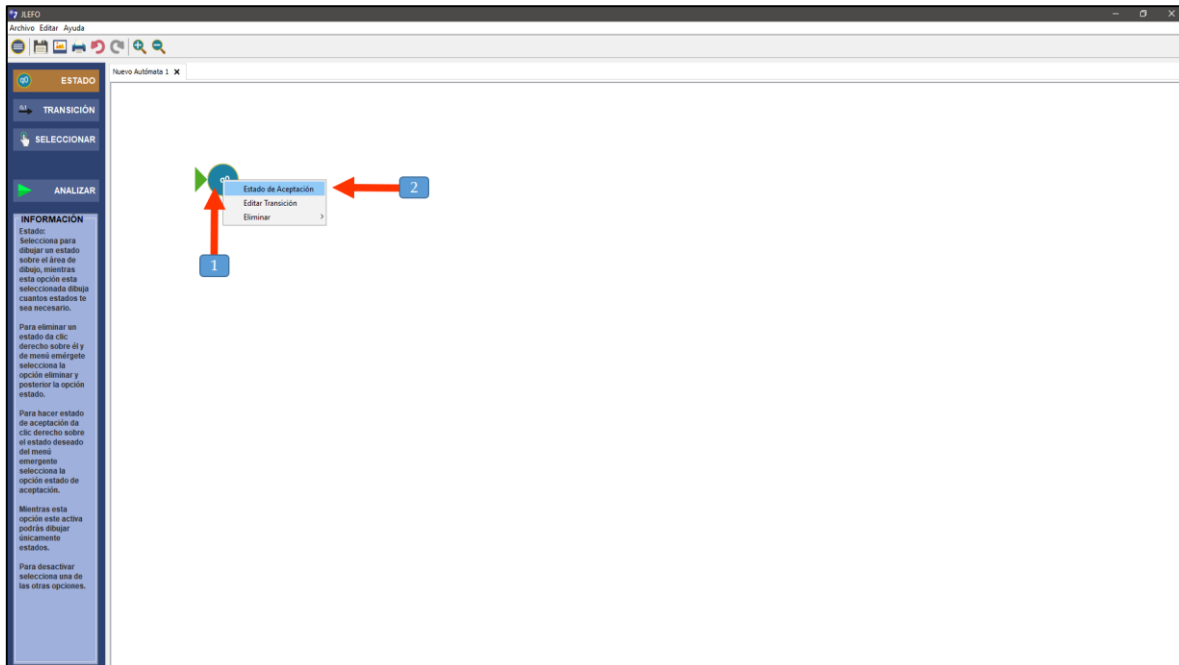 JLEFO
Archivo Editar Ayuda
Nuevo Autómata 1
q0 ESTADO
0,1 TRANSICIÓN
SELECCIONAR
ANALIZAR
q0
Estado de Aceptación
Editar Transición
Eliminar
2
1
INFORMACIÓN
Estado:
Selecciona para
dibujar un estado
sobre el área de
dibujo, mientras
esta opción esta
seleccionada dibuja
cuantos estados te
sea necesario.
Para eliminar un
estado da clic
derecho sobre él y
de menú emérgete
selecciona la
opción eliminar y
posterior la opción
estado.
Para hacer estado
de aceptación da
clic derecho sobre
el estado deseado
del menú
emergente
selecciona la
opción estado de
aceptación.
Mientras esta
opción este activa
podrás dibujar
únicamente
estados.
Para desactivar
selecciona una de
las otras opciones.